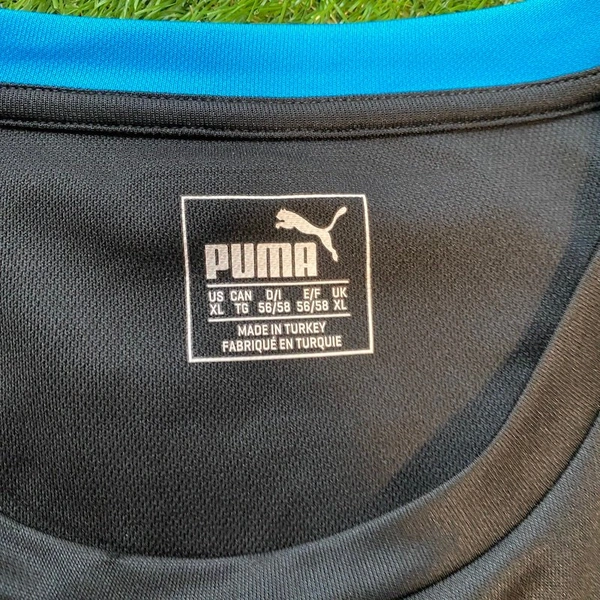 PUMA
US CAN D/I E/F UK
XL TG 56/58 56/58 XL
MADE IN TURKEY
FABRIQUÉ EN TURQUIE